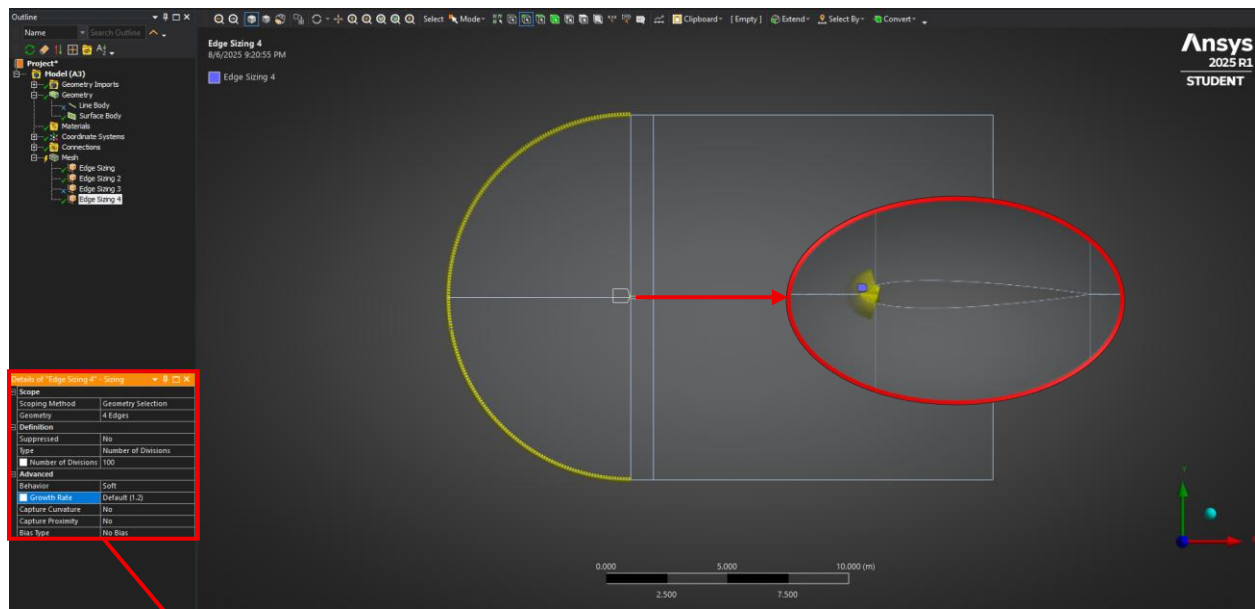 Outline
Name Search Outline
Project*
Model (A3)
Geometry Imports
Geometry
Line Body
Surface Body
Materials
Coordinate Systems
Connections
Mesh
Edge Sizing
Edge Sizing 2
Edge Sizing 3
Edge Sizing 4
Details of "Edge Sizing 4" - Sizing
Scope
Scoping Method Geometry Selection
Geometry 4 Edges
Definition
Suppressed No
Type Number of Divisions
Number of Divisions 100
Advanced
Behavior Soft
Growth Rate Default (1.2)
Capture Curvature No
Capture Proximity No
Bias Type No Bias
Select Mode Clipboard [Empty] Extend Select By Convert
Edge Sizing 4
8/6/2025 9:20:55 PM
Edge Sizing 4
Ansys
2025 R1
STUDENT
0.000 5.000 10.000 (m)
2.500 7.500
Y